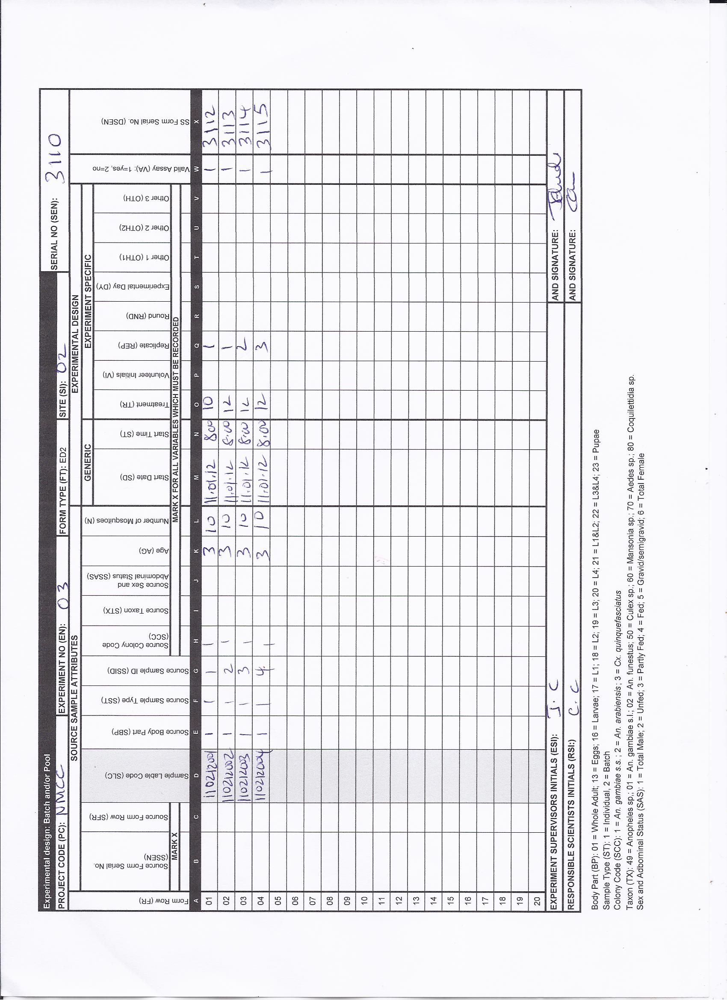 Experimental design: Batch and/or Pool
SERIAL NO (SEN): 3110
PROJECT CODE (PC): NMCC EXPERIMENT NO (EN): 03 FORM TYPE (FT): ED2 SITE (SI): 02
SOURCE SAMPLE ATTRIBUTES EXPERIMENTAL DESIGN
GENERIC EXPERIMENT SPECIFIC
Form Row (FR)
Source Form Serial No. (SSEN)
Source Form Row (SFR)
Sample Lable Code (SLC)
Source Body Part (SBP)
Source Sample Type (SST)
Source Sample ID (SSID)
Source Colony Code (SCC)
Source Taxon (STX)
Source Sex and Abdominal Status (SSAS)
Age (AG)
Number of Mosquitoes (N)
Start Date (SD)
Start Time (ST)
Treatment (TR)
Volunteer Initials (VI)
Replicate (REP)
Round (RND)
Experimental Day (DY)
Other 1 (OTH1)
Other 2 (OTH2)
Other 3 (OTH)
Valid Assay (VA): 1=yes, 2=no
SS Form Serial No. (DSEN)
MARK X MARK X FOR ALL VARIABLES WHICH MUST BE RECORDED
A B C D E F G H I J K L M N O P Q R S T U V W X
01 110212001 1 1 1 1 3 10 11.01.12 800 10 1 1 3112
02 110212002 1 1 2 1 3 10 11.01.12 8.00 12 1 1 3113
03 110212003 1 1 3 1 3 10 11.01.12 8.00 12 2 1 3114
04 110212004 1 1 4 1 3 10 11.01.12 8.00 12 3 1 3115
05
06
07
08
09
10
11
12
13
14
15
16
17
18
19
20
EXPERIMENT SUPERVISORS INITIALS (ESI): J. C AND SIGNATURE:
RESPONSIBLE SCIENTISTS INITIALS (RSI:) C. C AND SIGNATURE:
Body Part (BP): 01 = Whole Adult; 13 = Eggs; 16 = Larvae; 17 = L1; 18 = L2; 19 = L3; 20 = L4; 21 = L1&L2; 22 = L3&L4; 23 = Pupae
Sample Type (ST): 1 = Individual, 2 = Batch
Colony Code (SCC): 1 = An. gambiae s.s.; 2 = An. arabiensis; 3 = Cx. quinquefasciatus
Taxon (TX): 49 = Anopheles sp;; 01 = An. gambiae s.l.; 02 = An. funestus; 50 = Culex sp.; 60 = Mansonia sp.; 70 = Aedes sp.; 80 = Coquilettidia sp.
Sex and Adbominal Status (SAS): 1 = Total Male; 2 = Unfed; 3 = Partly Fed; 4 = Fed; 5 = Gravid/semigravid; 6 = Total Female